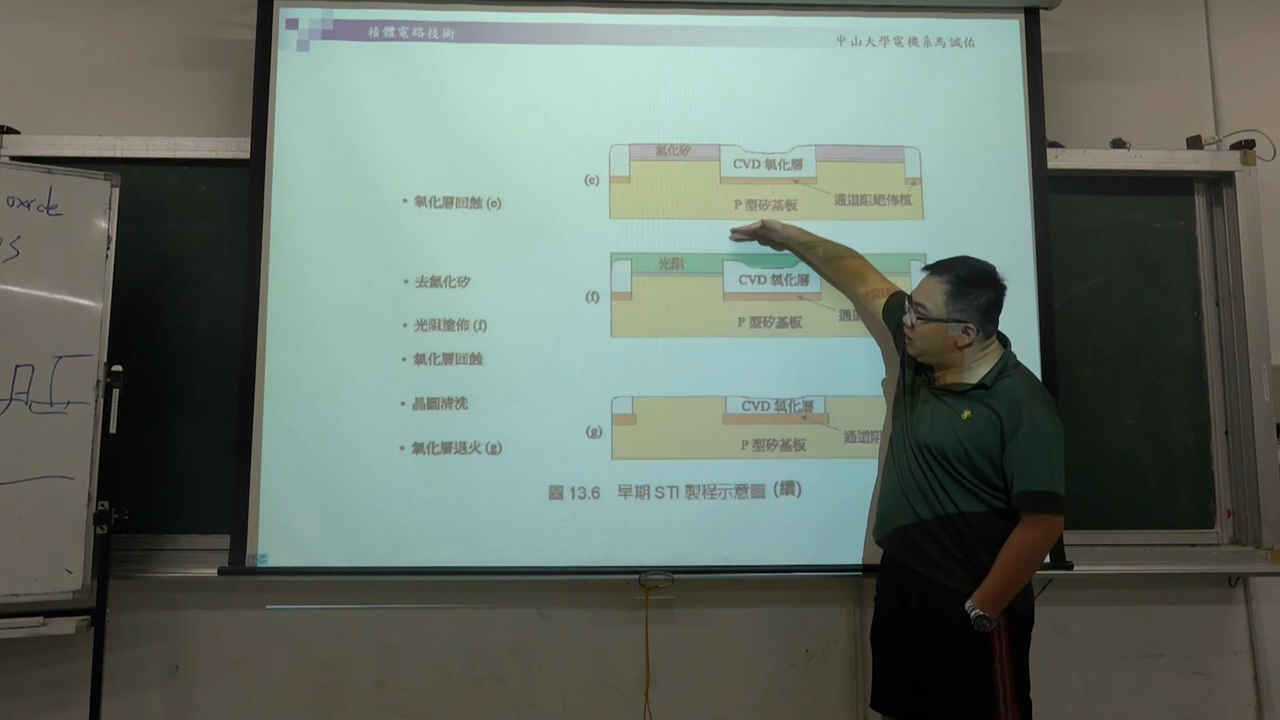 積體電路技術
中山大學電機系馬誠佑
oxide
• 氧化層回蝕 (e)
(e)
氮化矽
CVD 氧化層
P 型矽基板
通道阻絕佈植
• 去氮化矽
• 光阻塗佈 (f)
• 氧化層回蝕
(f)
光阻
CVD 氧化層
P 型矽基板
通
• 晶圓清洗
• 氧化層退火 (g)
(g)
CVD 氧化層
P 型矽基板
通道阻
圖 13.6 早期 STI 製程示意圖 (續)